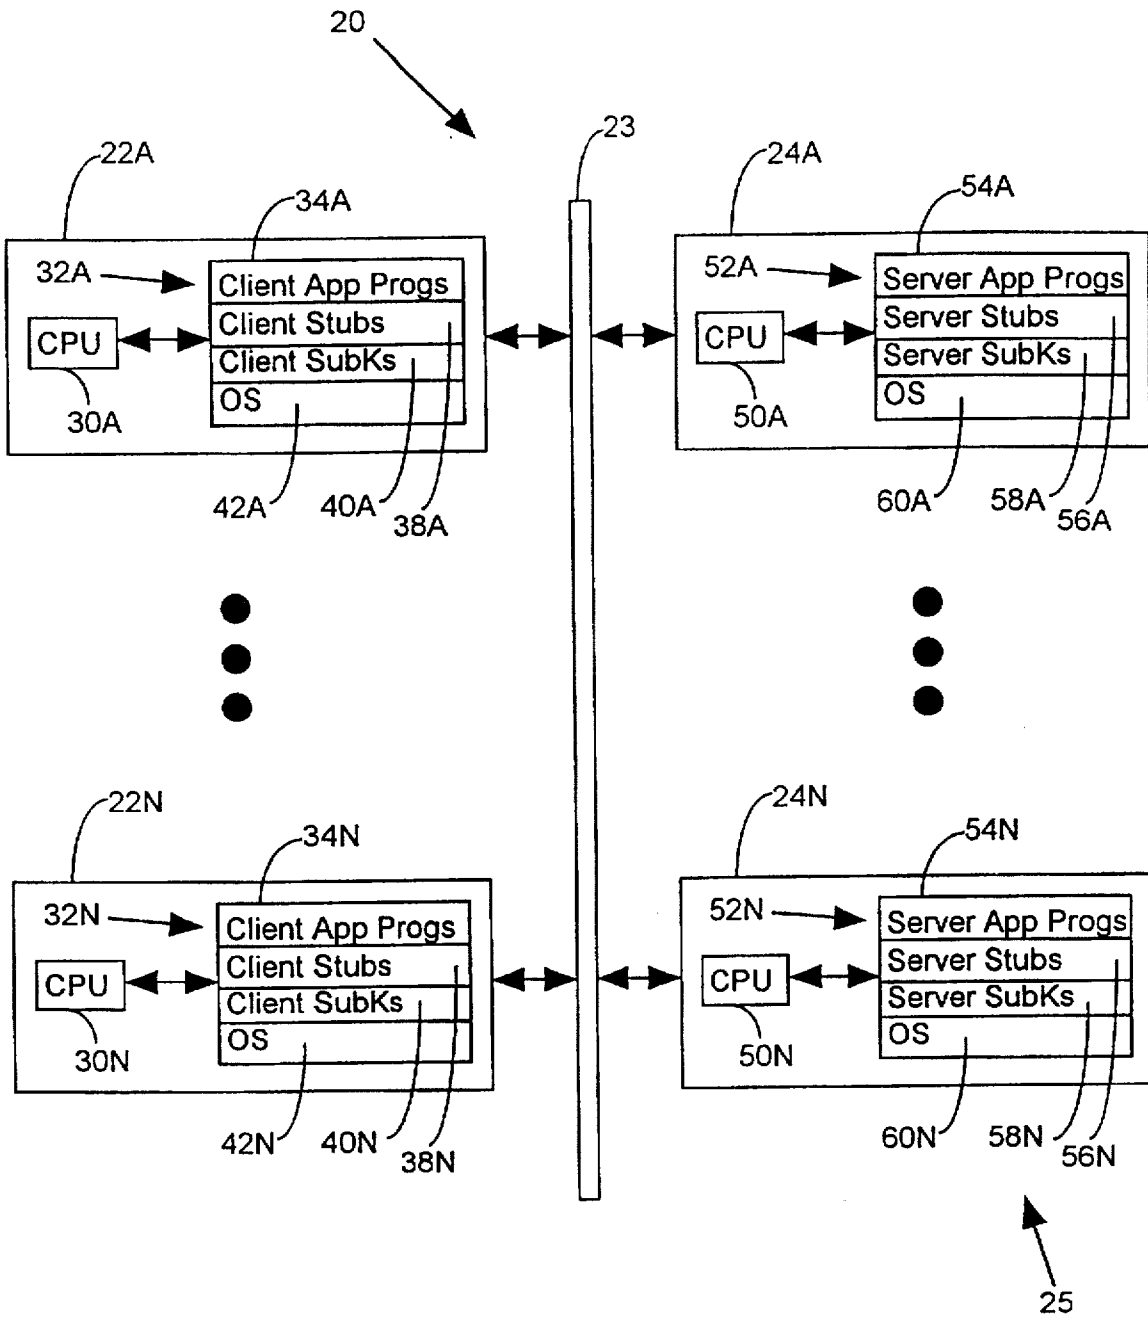 20
23
22A
34A
32A
Client App Progs
Client Stubs
Client SubKs
OS
CPU
30A
42A
40A
38A
24A
54A
52A
Server App Progs
Server Stubs
Server SubKs
OS
CPU
50A
60A
58A
56A
22N
34N
32N
Client App Progs
Client Stubs
Client SubKs
OS
CPU
30N
42N
40N
38N
24N
54N
52N
Server App Progs
Server Stubs
Server SubKs
OS
CPU
50N
60N
58N
56N
25